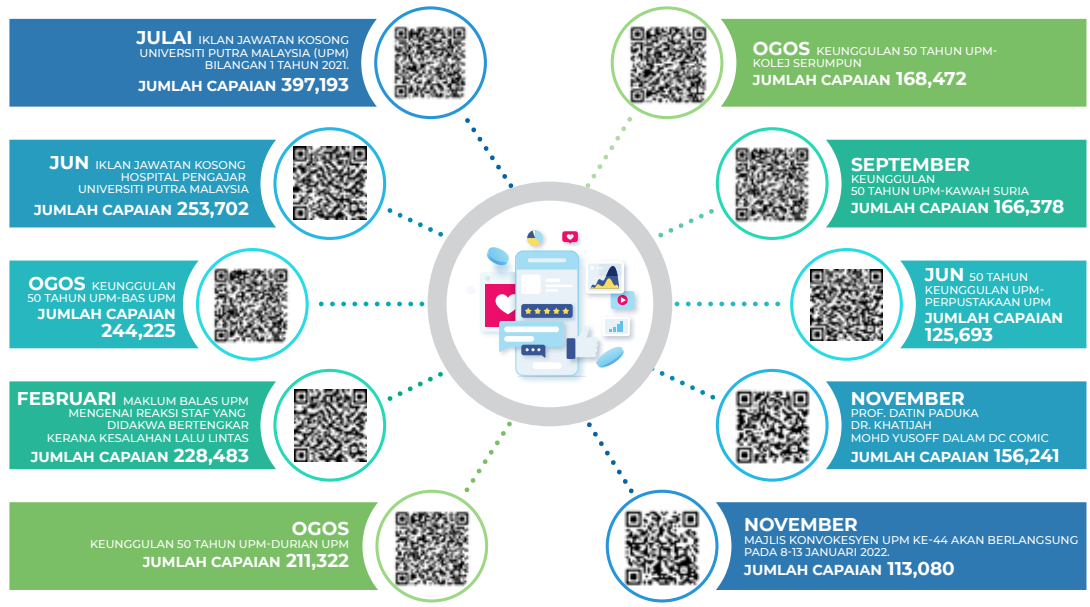 JULAI IKLAN JAWATAN KOSONG
UNIVERSITI PUTRA MALAYSIA (UPM)
BILANGAN 1 TAHUN 2021.
JUMLAH CAPAIAN 397,193
JUN IKLAN JAWATAN KOSONG
HOSPITAL PENGAJAR
UNIVERSITI PUTRA MALAYSIA
JUMLAH CAPAIAN 253,702
OGOS KEUNGGULAN
50 TAHUN UPM-BAS UPM
JUMLAH CAPAIAN
244,225
FEBRUARI MAKLUM BALAS UPM
MENGENAI REAKSI STAF YANG
DIDAKWA BERTENGKAR
KERANA KESALAHAN LALU LINTAS
JUMLAH CAPAIAN 228,483
OGOS
KEUNGGULAN 50 TAHUN UPM-DURIAN UPM
JUMLAH CAPAIAN 211,322
OGOS KEUNGGULAN 50 TAHUN UPM-
KOLEJ SERUMPUN
JUMLAH CAPAIAN 168,472
SEPTEMBER
KEUNGGULAN
50 TAHUN UPM-KAWAH SURIA
JUMLAH CAPAIAN 166,378
JUN 50 TAHUN
KEUNGGULAN UPM-
PERPUSTAKAAN UPM
JUMLAH CAPAIAN
125,693
NOVEMBER
PROF. DATIN PADUKA
DR. KHATIJAH
MOHD YUSOFF DALAM DC COMIC
JUMLAH CAPAIAN 156,241
NOVEMBER
MAJLIS KONVOKESYEN UPM KE-44 AKAN BERLANGSUNG
PADA 8-13 JANUARI 2022.
JUMLAH CAPAIAN 113,080